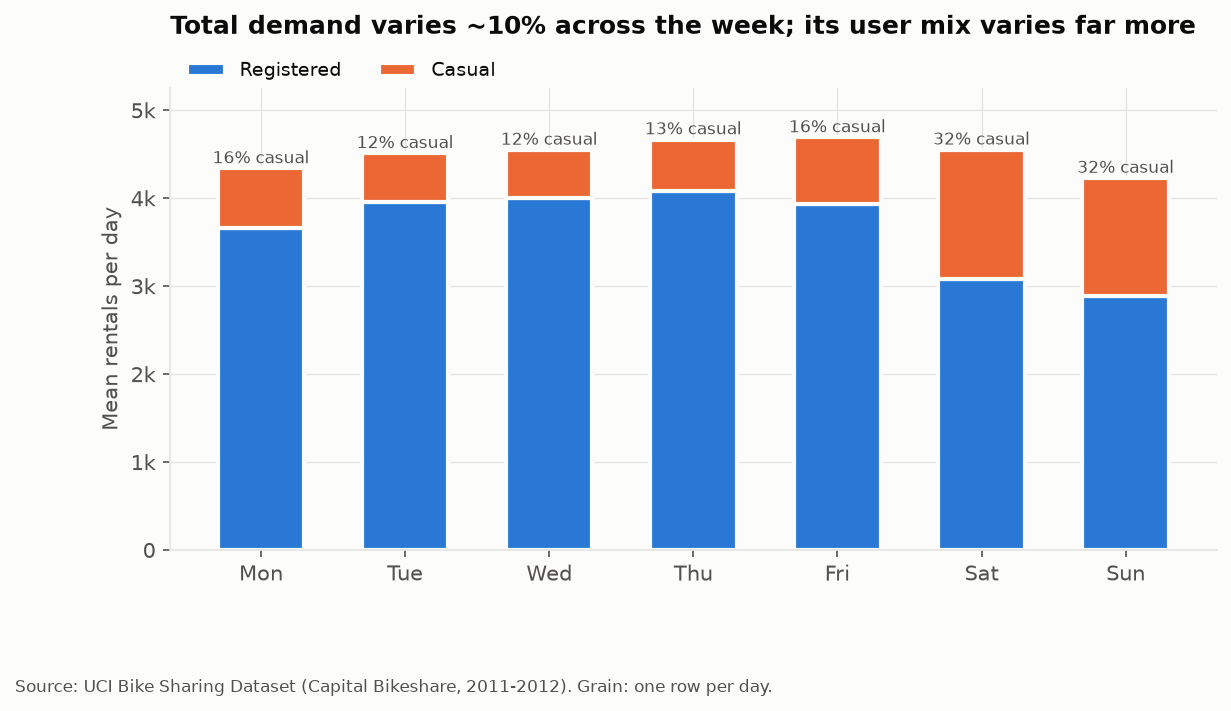 Total demand varies ~10% across the week; its user mix varies far more
Registered Casual
5k
4k
3k
2k
1k
0
Mean rentals per day
16% casual
12% casual
12% casual
13% casual
16% casual
32% casual
32% casual
Mon Tue Wed Thu Fri Sat Sun
Source: UCI Bike Sharing Dataset (Capital Bikeshare, 2011-2012). Grain: one row per day.